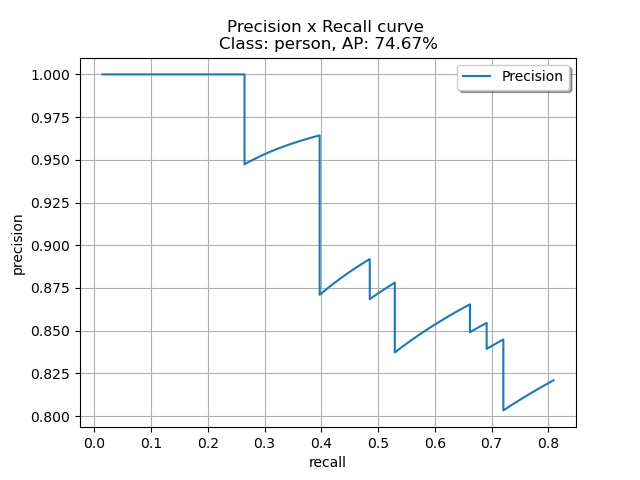 Precision x Recall curve
Class: person, AP: 74.67%
Precision
1.000
0.975
0.950
0.925
0.900
0.875
0.850
0.825
0.800
precision
0.0 0.1 0.2 0.3 0.4 0.5 0.6 0.7 0.8
recall